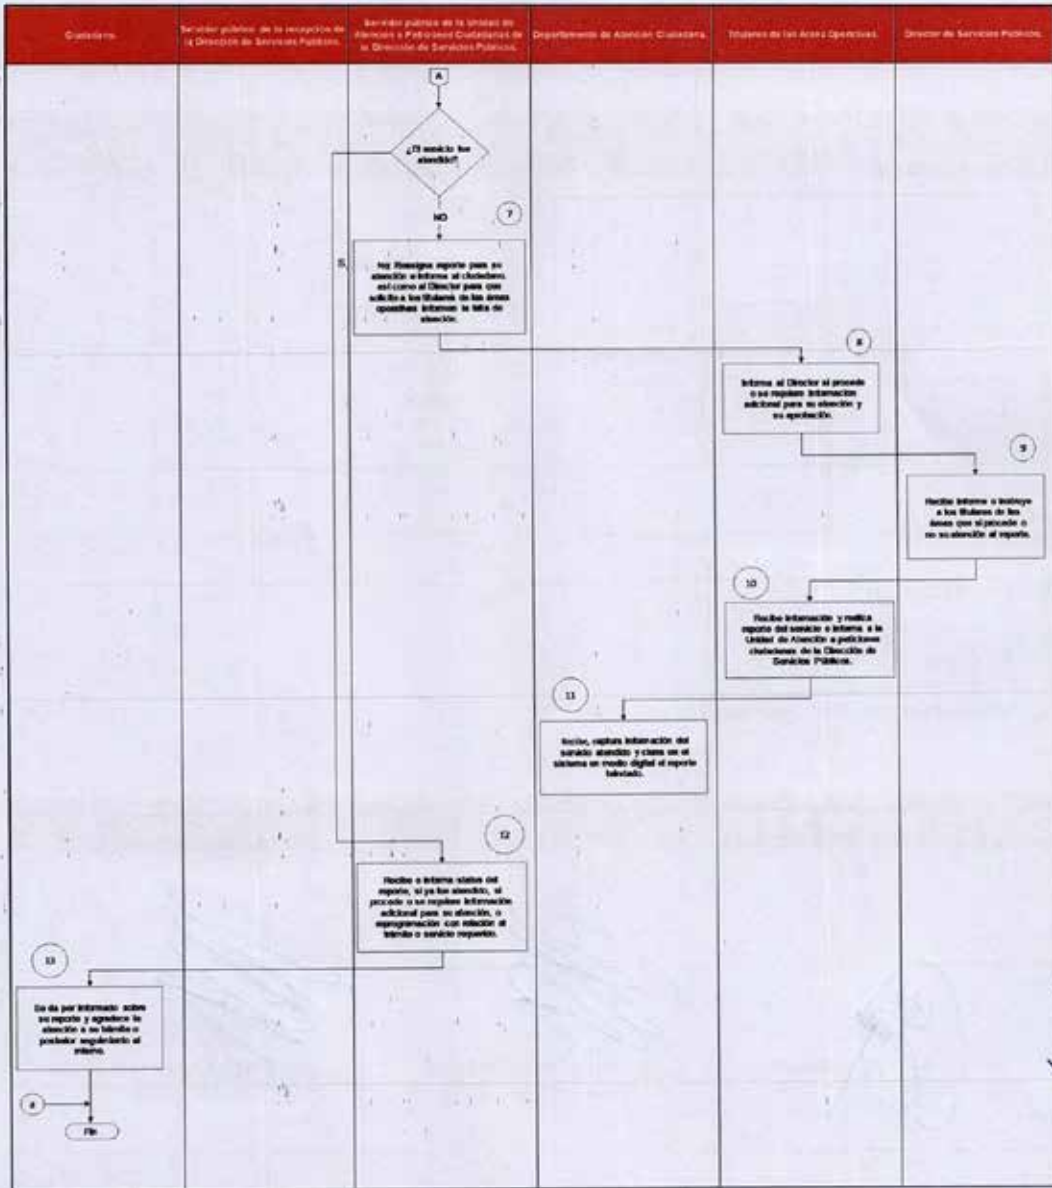 Ciudadano.
Servidor público de la recepción de
la Dirección de Servicios Públicos.
Servidor público de la Unidad de
Atención a Peticiones Ciudadanas de
la Dirección de Servicios Públicos.
Departamento de Atención Ciudadana.
Titulares de las Áreas Operativas.
Director de Servicios Públicos.
A
¿El servicio fue
atendido?
NO
7
No: Reasigna reporte para su
atención e informa al ciudadano,
así como al Director para que
solicite a los titulares de las áreas
operativas informen la falta de
atención.
8
Informa al Director si procede
o se requiere información
adicional para su atención y
su aprobación.
9
Recibe informe e instruye
a los titulares de las
áreas que si procede o
no su atención al reporte.
10
Recibe información y realiza
reporte del servicio e informa a la
Unidad de Atención a peticiones
ciudadanas de la Dirección de
Servicios Públicos.
11
Recibe, captura información del
servicio atendido y cierra en el
sistema en medio digital el reporte
brindado.
12
Recibe e informa status del
reporte, si ya fue atendido, si
procede o se requiere información
adicional para su atención, o
reprogramación con relación al
trámite o servicio requerido.
13
Se da por informado sobre
su reporte y agradece la
atención a su trámite o
posterior seguimiento al
mismo.
Fin